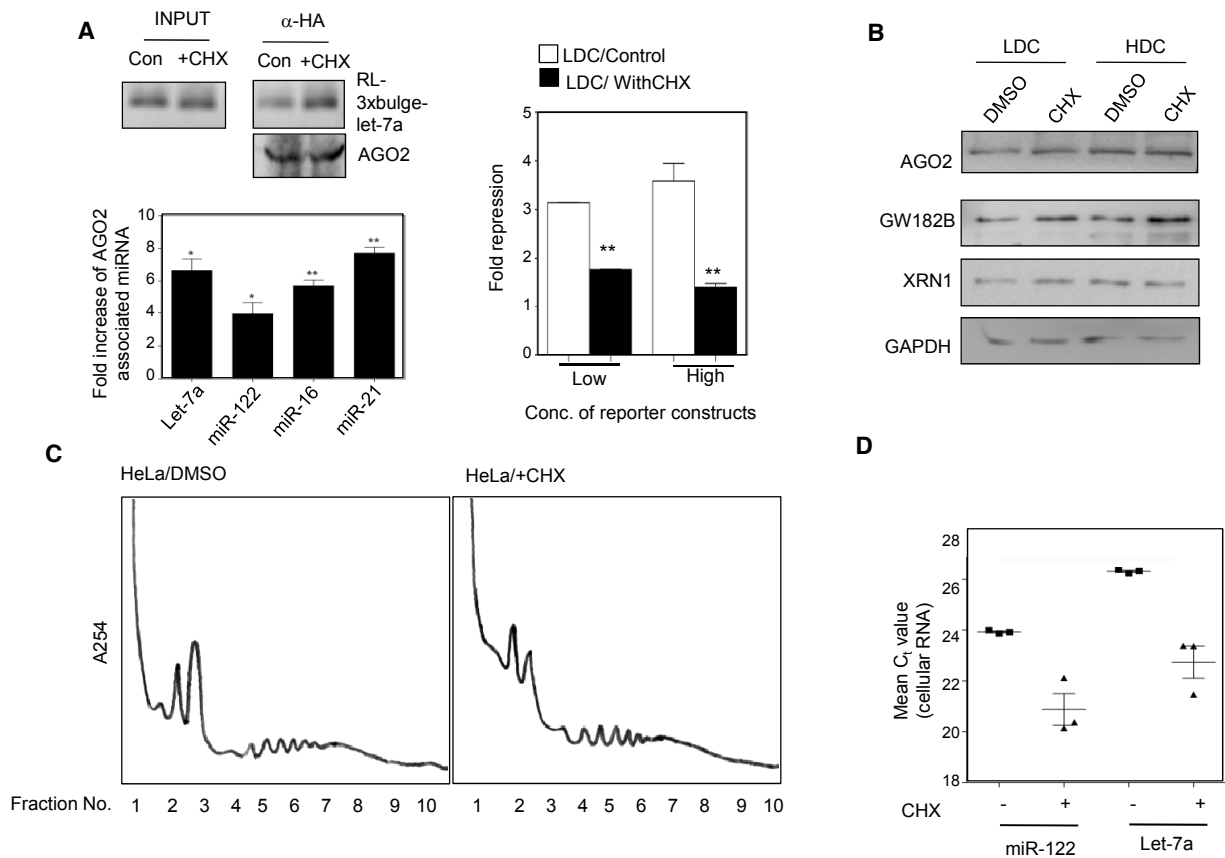 A
INPUT
α-HA
Con +CHX
Con +CHX
RL-
3xbulge-
let-7a
AGO2
Fold increase of AGO2
associated miRNA
10
8
6
4
2
0
*
*
**
**
Let-7a
miR-122
miR-16
miR-21
LDC/Control
LDC/ WithCHX
Fold repression
5
4
3
2
1
0
**
**
Low
High
Conc. of reporter constructs
B
LDC
HDC
DMSO
CHX
DMSO
CHX
AGO2
GW182B
XRN1
GAPDH
C
HeLa/DMSO
HeLa/+CHX
A254
Fraction No. 1 2 3 4 5 6 7 8 9 10
1 2 3 4 5 6 7 8 9 10
D
Mean Ct value
(cellular RNA)
28
26
24
22
20
18
CHX - + - +
miR-122
Let-7a